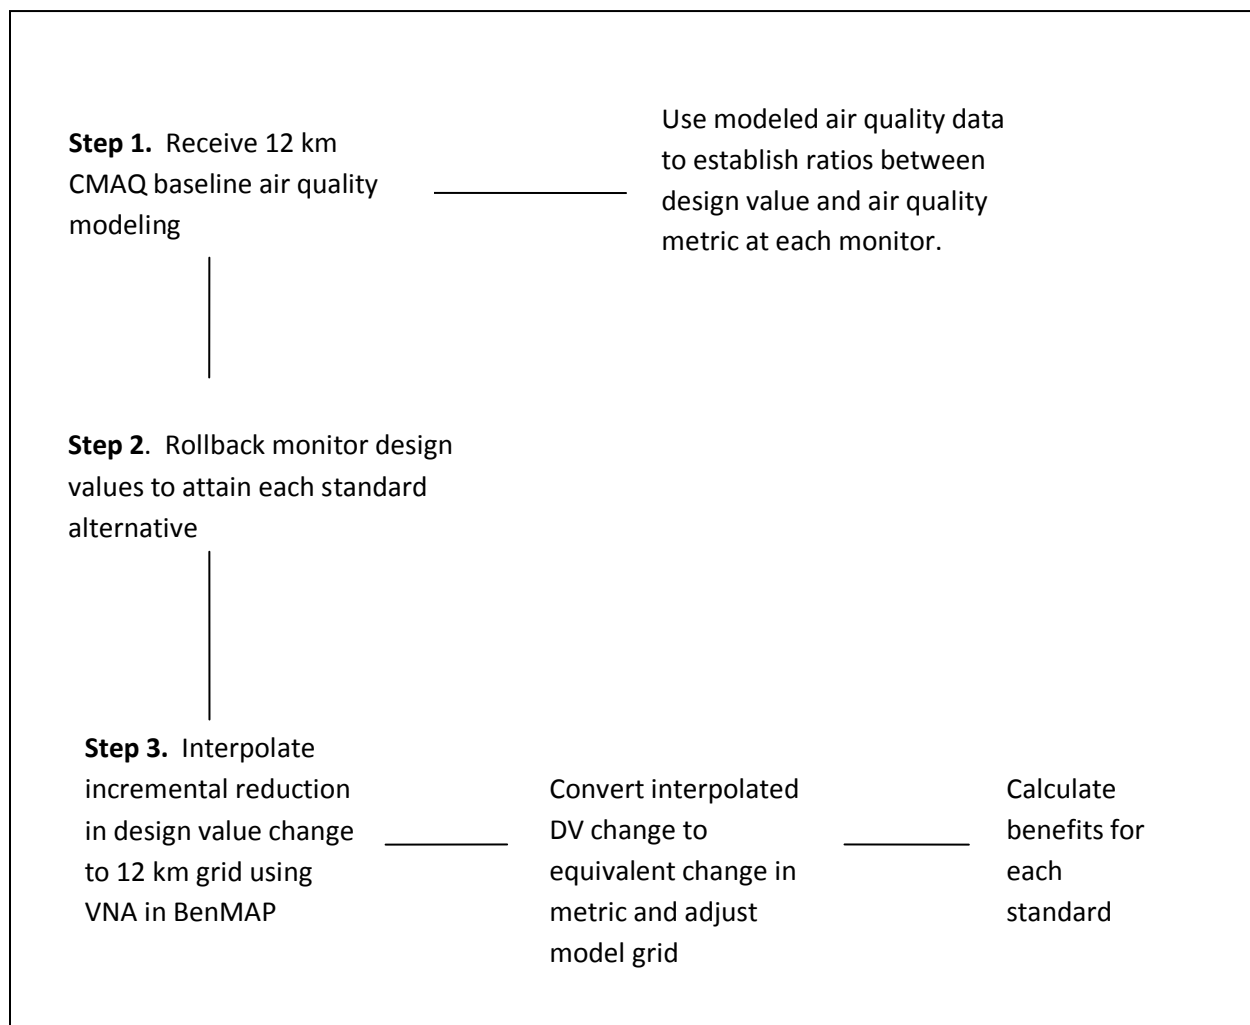 Step 1.  Receive 12 km
CMAQ baseline air quality
modeling
Use modeled air quality data
to establish ratios between
design value and air quality
metric at each monitor.
Step 2.  Rollback monitor design
values to attain each standard
alternative
Step 3.  Interpolate
incremental reduction
in design value change
to 12 km grid using
VNA in BenMAP
Convert interpolated
DV change to
equivalent change in
metric and adjust
model grid
Calculate
benefits for
each
standard